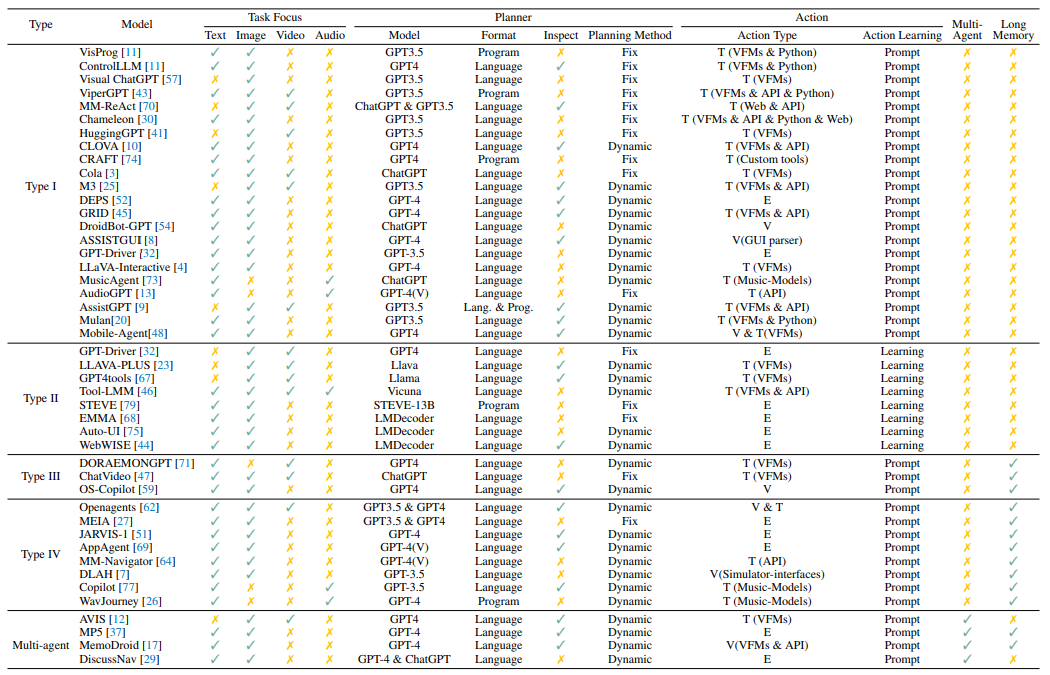 Type Model Task Focus Planner Action Multi-Agent Long Memory
Text Image Video Audio Model Format Inspect Planning Method Action Type Action Learning
VisProg [11] ✓ ✓ ✗ ✗ GPT3.5 Program ✗ Fix T (VFMs & Python) Prompt ✗ ✗
ControlLLM [11] ✓ ✓ ✗ ✗ GPT4 Language ✓ Fix T (VFMs & Python) Prompt ✗ ✗
Visual ChatGPT [57] ✗ ✓ ✗ ✗ GPT3.5 Language ✗ Fix T (VFMs) Prompt ✗ ✗
ViperGPT [43] ✓ ✓ ✓ ✗ GPT3.5 Program ✗ Fix T (VFMs & API & Python) Prompt ✗ ✗
MM-ReAct [70] ✗ ✓ ✓ ✗ ChatGPT & GPT3.5 Language ✓ Fix T (Web & API) Prompt ✗ ✗
Chameleon [30] ✓ ✓ ✗ ✗ GPT3.5 Language ✗ Fix T (VFMs & API & Python & Web) Prompt ✗ ✗
HuggingGPT [41] ✗ ✓ ✓ ✗ GPT3.5 Language ✗ Fix T (VFMs) Prompt ✗ ✗
CLOVA [10] ✓ ✓ ✗ ✗ GPT4 Language ✓ Dynamic T (VFMs & API) Prompt ✗ ✗
CRAFT [74] ✓ ✓ ✗ ✗ GPT4 Program ✗ Fix T (Custom tools) Prompt ✗ ✗
Cola [3] ✓ ✓ ✓ ✗ ChatGPT Language ✗ Fix T (VFMs) Prompt ✗ ✗
Type I M3 [25] ✗ ✓ ✓ ✗ GPT3.5 Language ✓ Dynamic T (VFMs & API) Prompt ✗ ✗
DEPS [52] ✓ ✓ ✗ ✗ GPT-4 Language ✓ Dynamic E Prompt ✗ ✗
GRID [45] ✓ ✓ ✗ ✗ GPT-4 Language ✓ Dynamic T (VFMs & API) Prompt ✗ ✗
DroidBot-GPT [54] ✓ ✓ ✗ ✗ ChatGPT Language ✗ Dynamic V Prompt ✗ ✗
ASSISTGUI [8] ✓ ✓ ✗ ✗ GPT-4 Language ✓ Dynamic V(GUI parser) Prompt ✗ ✗
GPT-Driver [32] ✓ ✓ ✗ ✗ GPT-3.5 Language ✗ Dynamic E Prompt ✗ ✗
LLaVA-Interactive [4] ✓ ✓ ✗ ✗ GPT-4 Language ✗ Dynamic T (VFMs) Prompt ✗ ✗
MusicAgent [73] ✓ ✗ ✗ ✓ ChatGPT Language ✗ Dynamic T (Music-Models) Prompt ✗ ✗
AudioGPT [13] ✓ ✗ ✗ ✓ GPT-4(V) Language ✗ Fix T (API) Prompt ✗ ✗
AssistGPT [9] ✗ ✓ ✓ ✗ GPT3.5 Lang. & Prog. ✓ Dynamic T (VFMs & API) Prompt ✗ ✗
Mulan[20] ✓ ✓ ✗ ✗ GPT3.5 Language ✓ Dynamic T (VFMs & Python) Prompt ✗ ✗
Mobile-Agent[48] ✓ ✓ ✗ ✗ GPT4 Language ✓ Dynamic V & T(VFMs) Prompt ✗ ✗
GPT-Driver [32] ✗ ✓ ✓ ✗ GPT4 Language ✗ Fix E Learning ✗ ✗
LLAVA-PLUS [23] ✗ ✓ ✓ ✗ Llava Language ✓ Dynamic T (VFMs) Learning ✗ ✗
GPT4tools [67] ✗ ✓ ✓ ✗ Llama Language ✓ Dynamic T (VFMs) Learning ✗ ✗
Tool-LMM [46] ✓ ✓ ✓ ✓ Vicuna Language ✗ Dynamic T (VFMs & API) Learning ✗ ✗
Type II STEVE [79] ✓ ✓ ✗ ✗ STEVE-13B Program ✗ Fix E Learning ✗ ✗
EMMA [68] ✓ ✓ ✗ ✗ LMDecoder Language ✗ Fix E Learning ✗ ✗
Auto-UI [75] ✓ ✓ ✗ ✗ LMDecoder Language ✗ Dynamic E Learning ✗ ✗
WebWISE [44] ✓ ✓ ✗ ✗ LMDecoder Language ✓ Dynamic E Learning ✗ ✗
DORAEMONGPT [71] ✓ ✗ ✓ ✗ GPT4 Language ✗ Dynamic T (VFMs) Prompt ✗ ✓
Type III ChatVideo [47] ✓ ✓ ✓ ✗ ChatGPT Language ✗ Fix T (VFMs) Prompt ✗ ✓
OS-Copilot [59] ✓ ✓ ✗ ✗ GPT4 Language ✓ Dynamic V Prompt ✗ ✓
Openagents [62] ✓ ✓ ✓ ✗ GPT3.5 & GPT4 Language ✓ Dynamic V & T Prompt ✗ ✓
MEIA [27] ✓ ✓ ✗ ✗ GPT3.5 & GPT4 Language ✗ Fix E Prompt ✗ ✓
JARVIS-1 [51] ✓ ✓ ✗ ✗ GPT-4 Language ✓ Dynamic E Prompt ✗ ✓
AppAgent [69] ✓ ✓ ✗ ✗ GPT-4(V) Language ✓ Dynamic E Prompt ✗ ✓
Type IV MM-Navigator [64] ✓ ✓ ✗ ✗ GPT-4(V) Language ✗ Dynamic T (API) Prompt ✗ ✓
DLAH [7] ✓ ✓ ✗ ✗ GPT-3.5 Language ✗ Dynamic V(Simulator-interfaces) Prompt ✗ ✓
Copilot [77] ✓ ✗ ✗ ✓ GPT-3.5 Language ✓ Dynamic T (Music-Models) Prompt ✗ ✓
WavJourney [26] ✓ ✗ ✗ ✓ GPT-4 Program ✗ Dynamic T (Music-Models) Prompt ✗ ✓
AVIS [12] ✗ ✓ ✓ ✗ GPT4 Language ✓ Dynamic T (VFMs) Prompt ✓ ✗
MP5 [37] ✓ ✓ ✗ ✗ GPT-4 Language ✓ Dynamic E Prompt ✓ ✓
Multi-agent MemoDroid [17] ✓ ✓ ✗ ✗ GPT-4 Language ✓ Dynamic V(VFMs & API) Prompt ✓ ✓
DiscussNav [29] ✓ ✓ ✗ ✗ GPT-4 & ChatGPT Language ✗ Dynamic E Prompt ✓ ✗